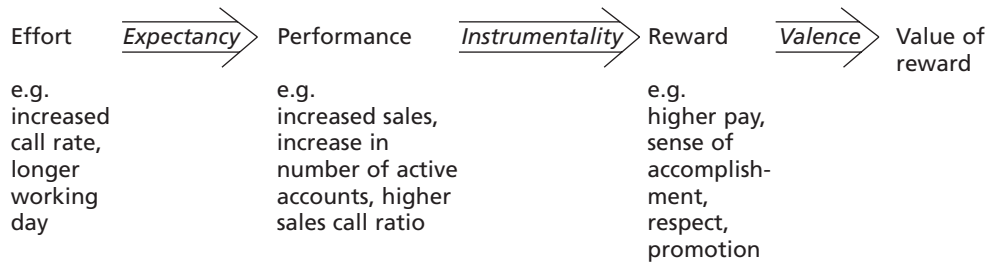 Effort Expectancy Performance Instrumentality Reward Valence Value of
reward
e.g.
increased
call rate,
longer
working
day
e.g.
increased sales,
increase in
number of active
accounts, higher
sales call ratio
e.g.
higher pay,
sense of
accomplish-
ment,
respect,
promotion